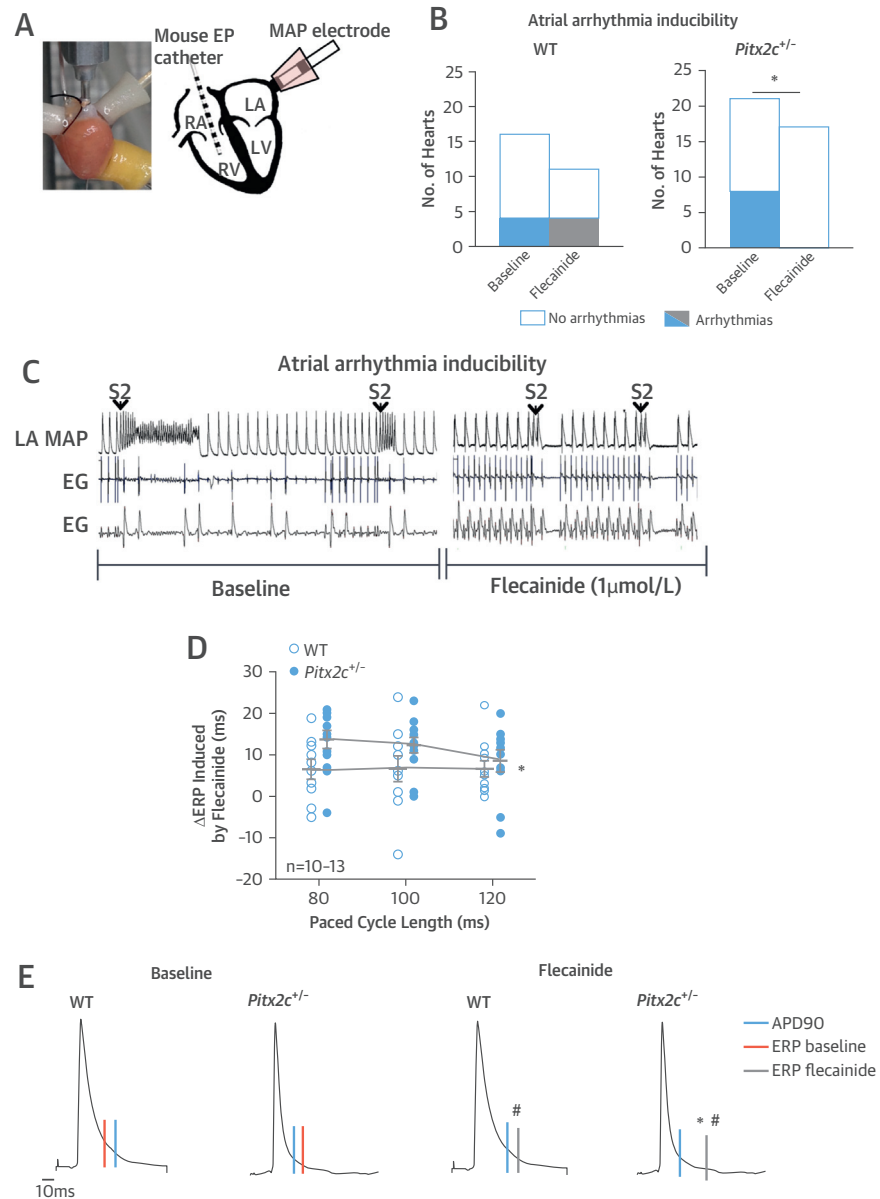 A
Mouse EP
catheter
MAP electrode
LA
RA
LV
RV
B
Atrial arrhythmia inducibility
WT
Pitx2c+/-
No. of Hearts
25
20
15
10
5
0
Baseline
Flecainide
No. of Hearts
25
20
15
10
5
0
*
Baseline
Flecainide
No arrhythmias
Arrhythmias
C
Atrial arrhythmia inducibility
S2
S2
S2
S2
LA MAP
EG
EG
Baseline
Flecainide (1µmol/L)
D
WT
Pitx2c+/-
ΔERP Induced
by Flecainide (ms)
30
20
10
0
-10
-20
*
n=10-13
80
100
120
Paced Cycle Length (ms)
E
Baseline
Flecainide
WT
Pitx2c+/-
WT
Pitx2c+/-
APD90
ERP baseline
ERP flecainide
#
* #
10ms